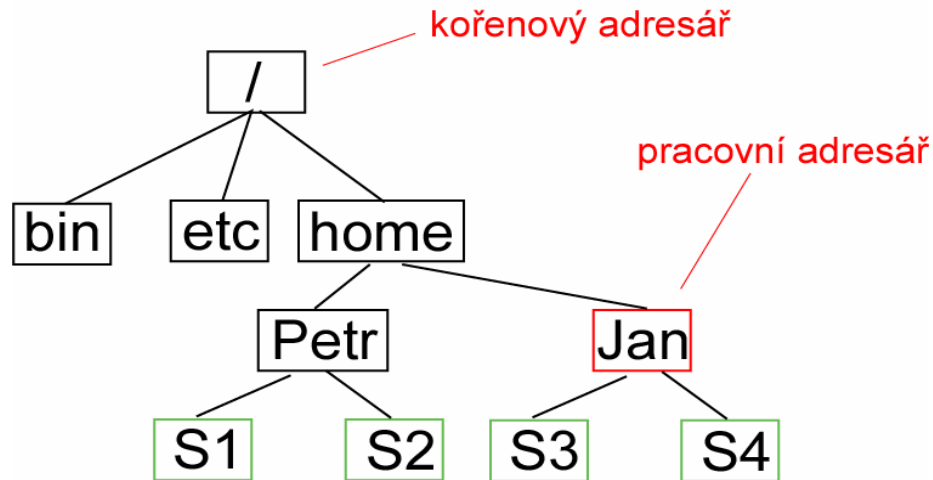 kořenový adresář
/
pracovní adresář
bin
etc
home
Petr
Jan
S1
S2
S3
S4